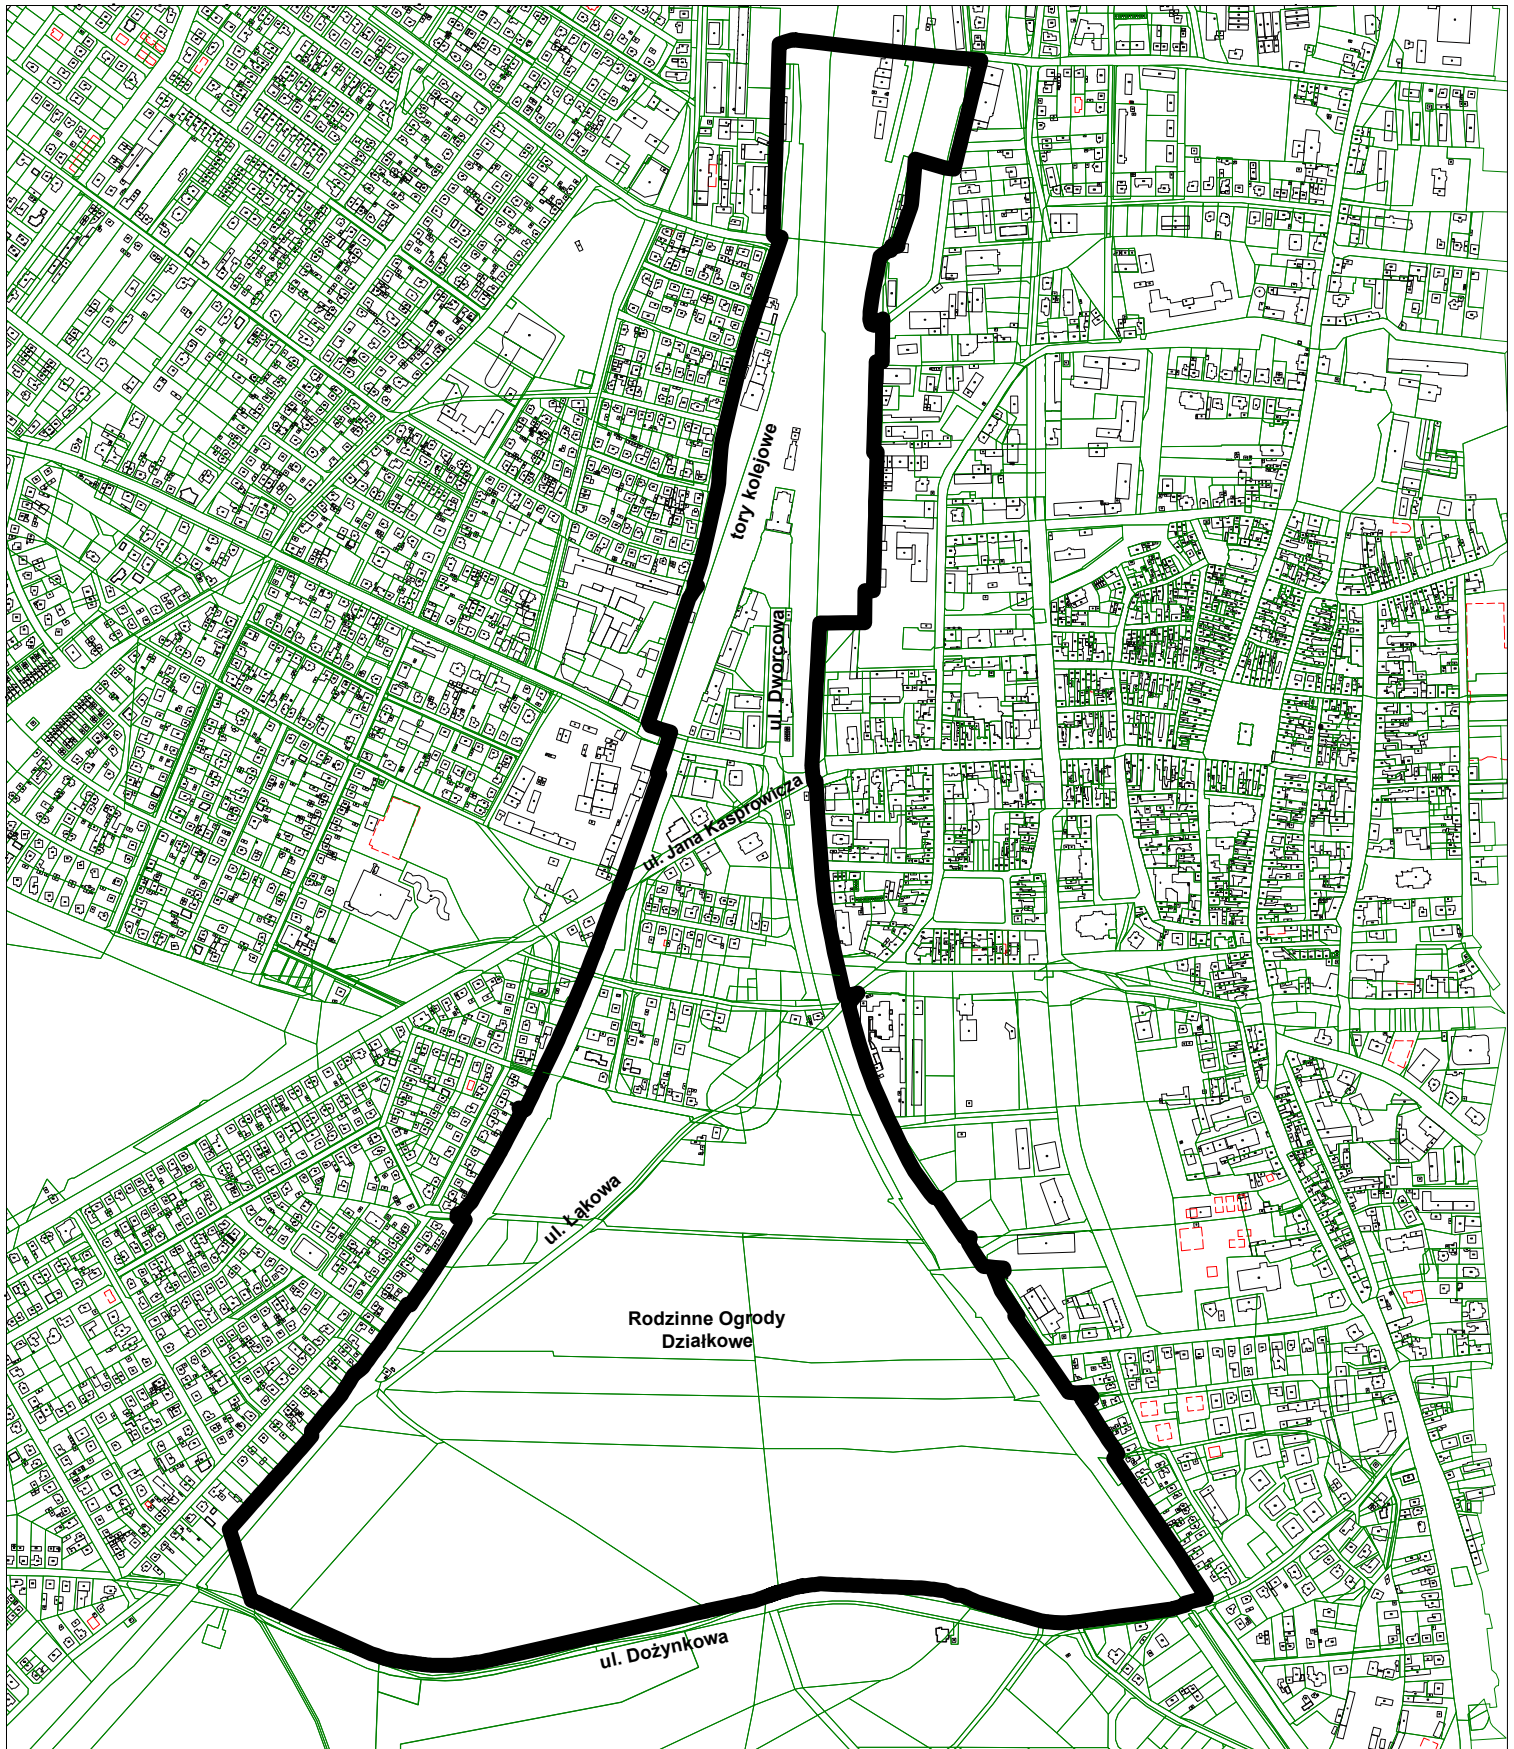 tory kolejowe
ul. Dworcowa
ul. Jana Kasprowicza
ul. Łąkowa
Rodzinne Ogrody
Działkowe
ul. Dożynkowa